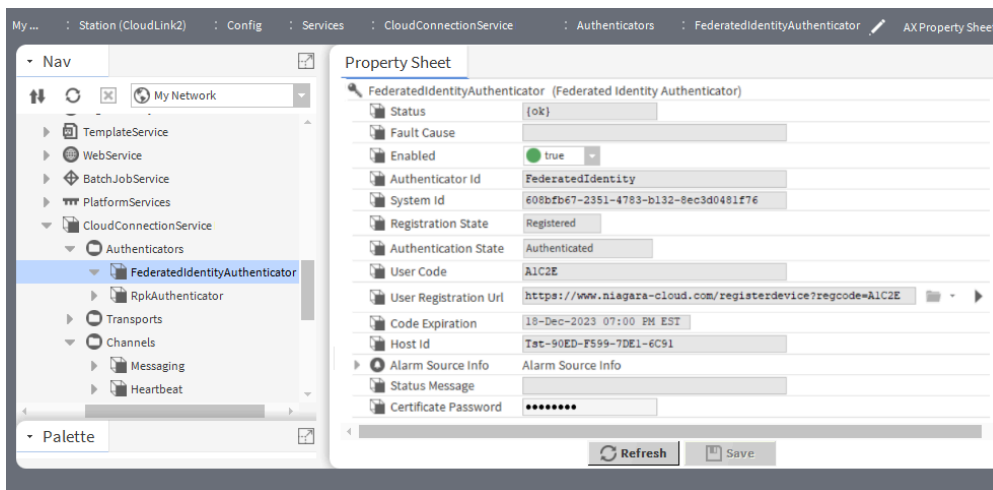 My ... : Station (CloudLink2) : Config : Services : CloudConnectionService : Authenticators : FederatedIdentityAuthenticator AX Property Sheet
Nav
My Network
TemplateService
WebService
BatchJobService
PlatformServices
CloudConnectionService
Authenticators
FederatedIdentityAuthenticator
RpkAuthenticator
Transports
Channels
Messaging
Heartbeat
Palette
Property Sheet
FederatedIdentityAuthenticator (Federated Identity Authenticator)
Status {ok}
Fault Cause
Enabled true
Authenticator Id FederatedIdentity
System Id 608bfb67-2351-4783-b132-8ec3d0481f76
Registration State Registered
Authentication State Authenticated
User Code A1C2E
User Registration Url https://www.niagara-cloud.com/registerdevice?regcode=A1C2E
Code Expiration 18-Dec-2023 07:00 PM EST
Host Id Tst-90ED-F599-7DE1-6C91
Alarm Source Info Alarm Source Info
Status Message
Certificate Password ••••••••
Refresh Save